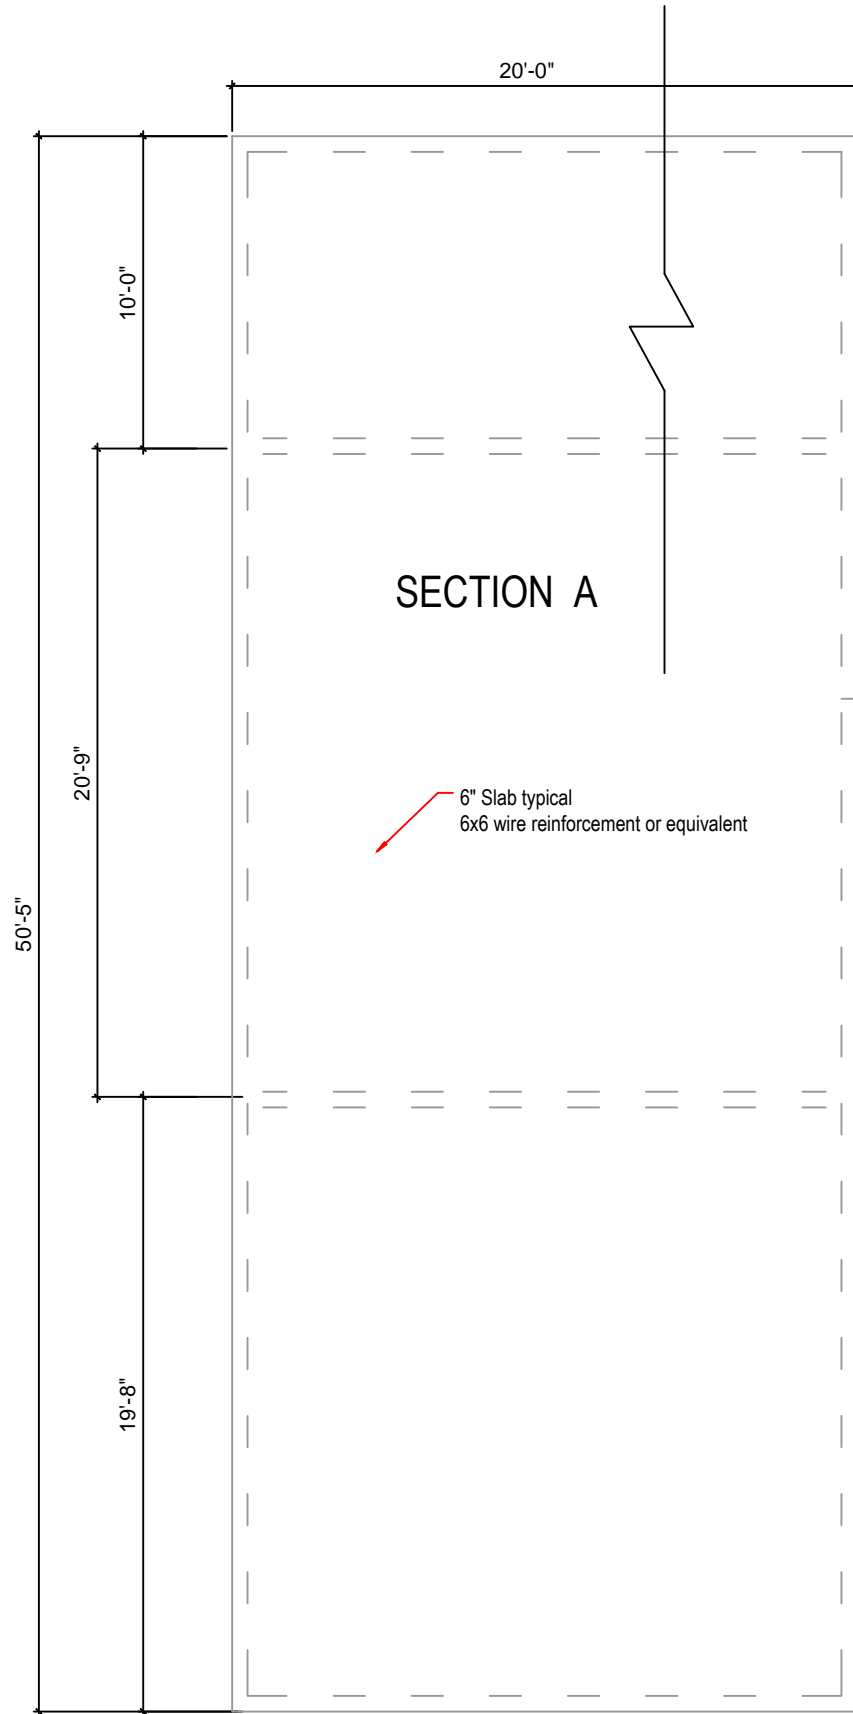 20'-0"
10'-0"
SECTION A
20'-9"
6" Slab typical
6x6 wire reinforcement or equivalent
50'-5"
19'-8"